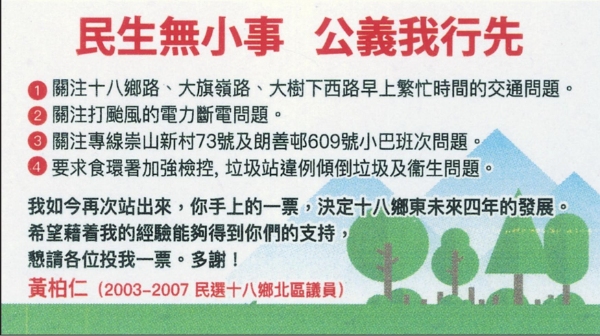 民生無小事 公義我行先
1 關注十八鄉路、大旗嶺路、大樹下西路早上繁忙時間的交通問題。
2 關注打颱風的電力斷電問題。
3 關注專線崇山新村73號及朗善邨609號小巴班次問題。
4 要求食環署加強檢控, 垃圾站違例傾倒垃圾及衞生問題。
我如今再次站出來，你手上的一票，決定十八鄉東未來四年的發展。
希望藉着我的經驗能夠得到你們的支持，
懇請各位投我一票。多謝！
黃柏仁（2003-2007 民選十八鄉北區議員）